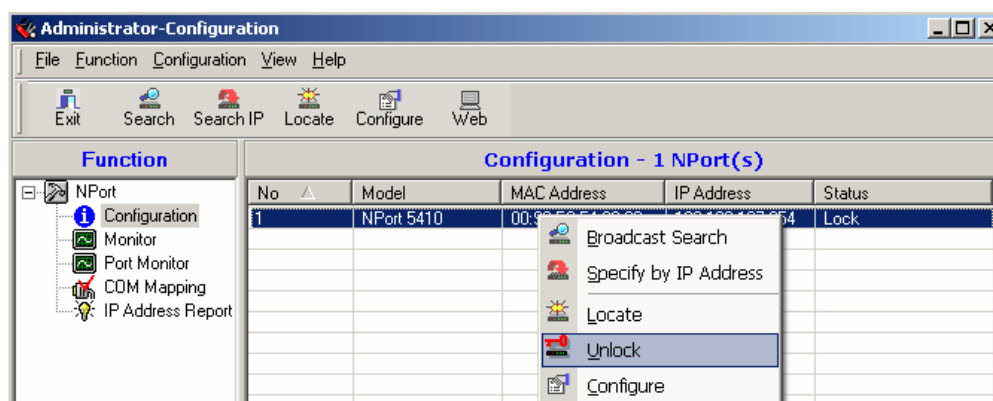 Administrator-Configuration
File Function Configuration View Help
Exit Search Search IP Locate Configure Web
Function
Configuration - 1 NPort(s)
NPort
Configuration
Monitor
Port Monitor
COM Mapping
IP Address Report
No Model MAC Address IP Address Status
1 NPort 5410 Lock
Broadcast Search
Specify by IP Address
Locate
Unlock
Configure